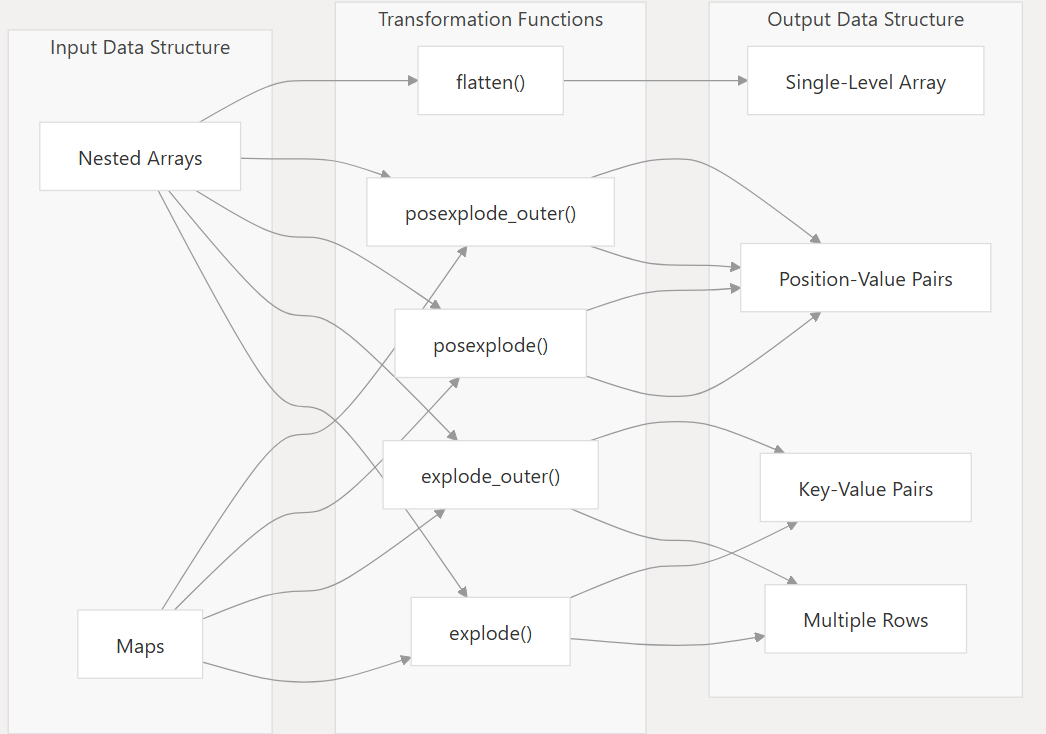 Input Data Structure
Nested Arrays
Maps
Transformation Functions
flatten()
posexplode_outer()
posexplode()
explode_outer()
explode()
Output Data Structure
Single-Level Array
Position-Value Pairs
Key-Value Pairs
Multiple Rows